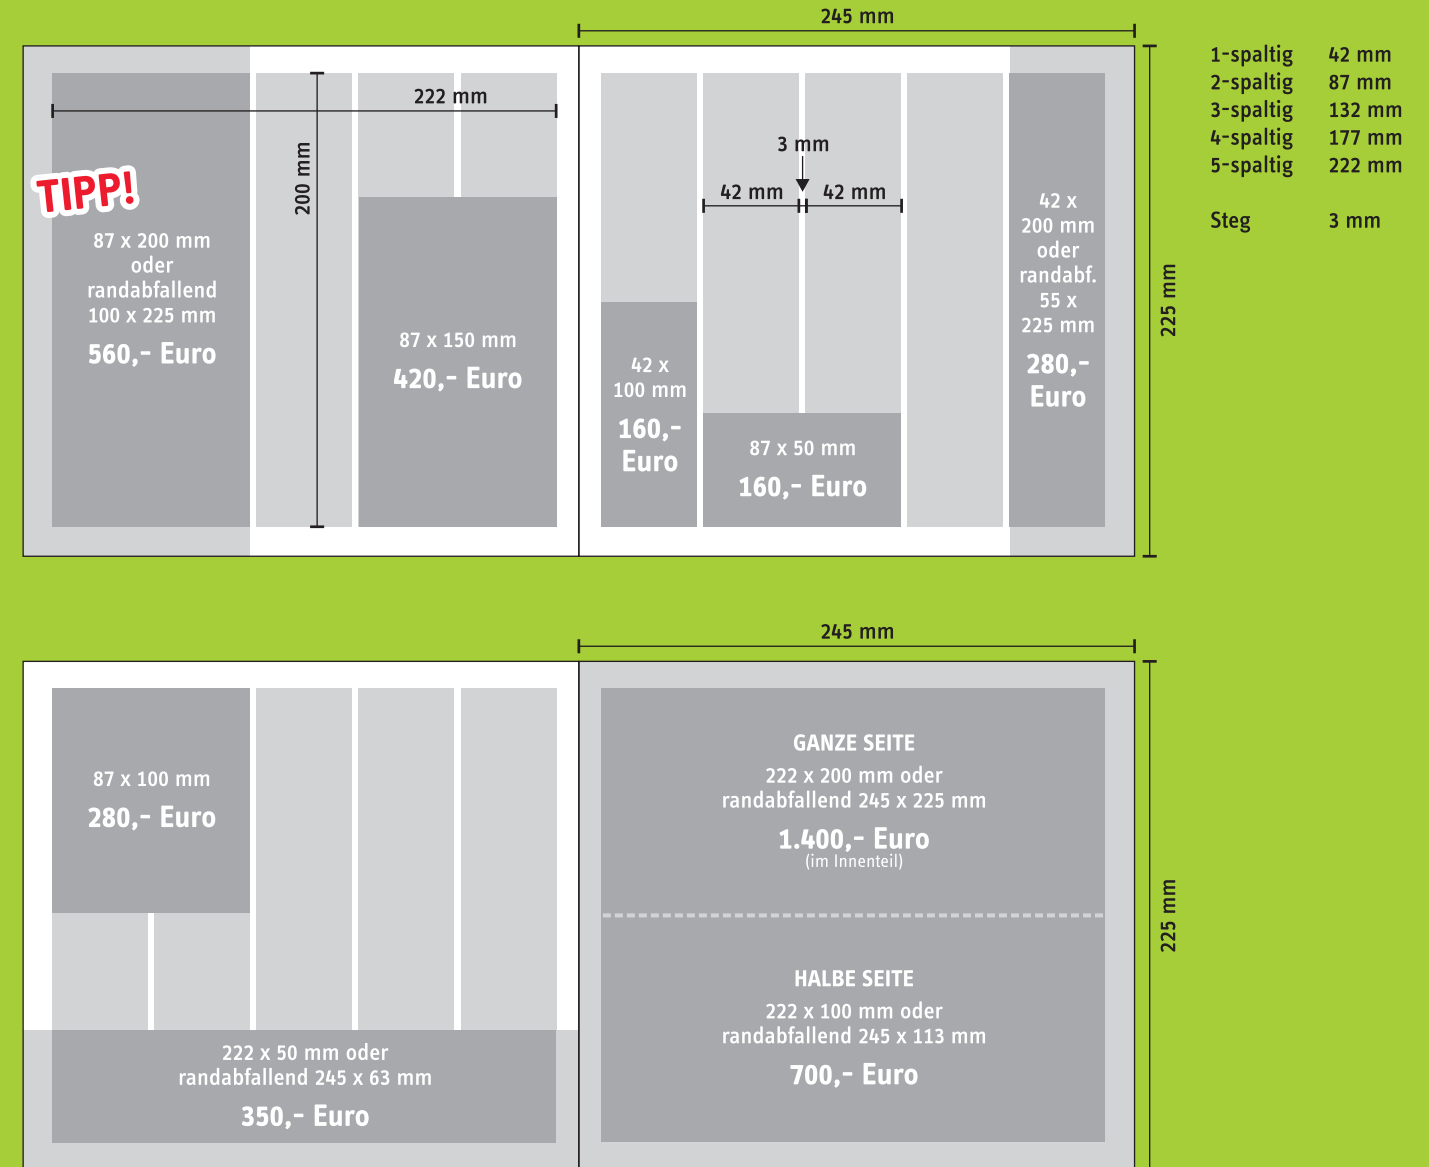 245 mm
1-spaltig 42 mm
2-spaltig 87 mm
3-spaltig 132 mm
4-spaltig 177 mm
5-spaltig 222 mm
Steg 3 mm
222 mm
200 mm
TIPP!
87 x 200 mm
oder
randabfallend
100 x 225 mm
560,- Euro
87 x 150 mm
420,- Euro
3 mm
42 mm
42 mm
42 x
100 mm
160,-
Euro
87 x 50 mm
160,- Euro
42 x
200 mm
oder
randabf.
55 x
225 mm
280,-
Euro
225 mm
245 mm
87 x 100 mm
280,- Euro
222 x 50 mm oder
randabfallend 245 x 63 mm
350,- Euro
GANZE SEITE
222 x 200 mm oder
randabfallend 245 x 225 mm
1.400,- Euro
(im Innenteil)
HALBE SEITE
222 x 100 mm oder
randabfallend 245 x 113 mm
700,- Euro
225 mm